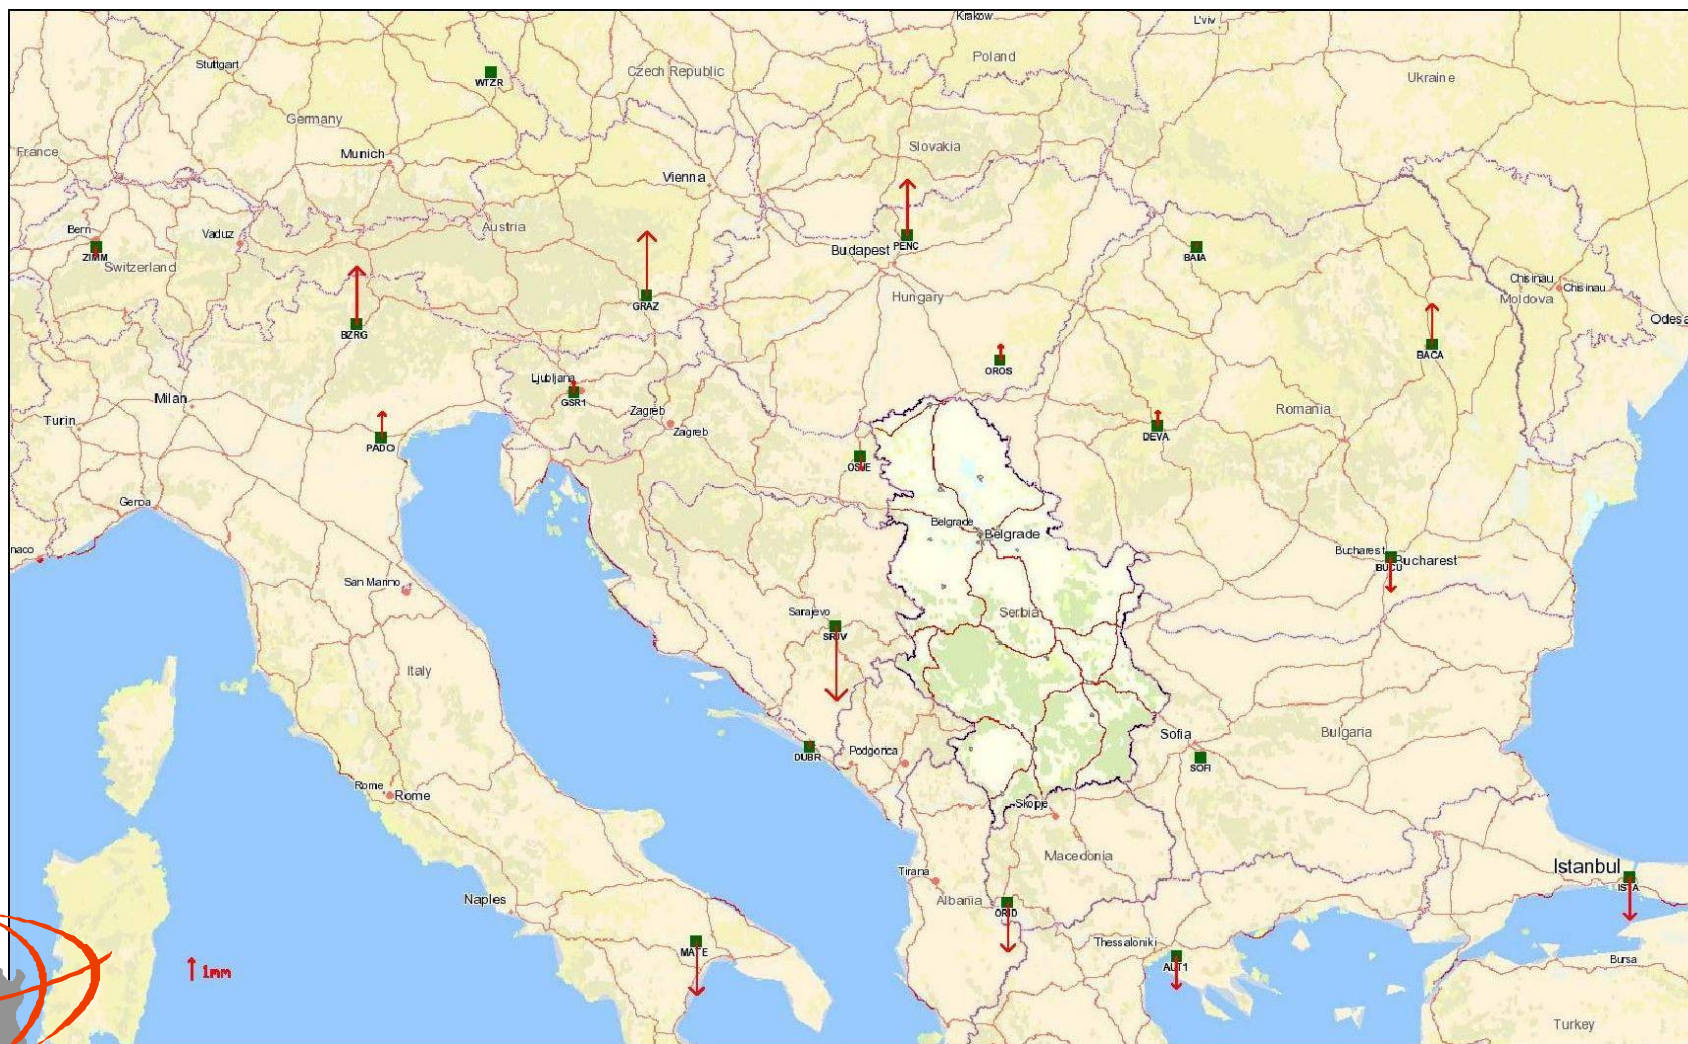 Krakow
L'viv
Stuttgart
WTZR
Czech Republic
Poland
Ukraine
Germany
France
Munich
Slovakia
Vienna
Bern
ZIMM
Switzerland
Vaduz
Austria
Budapest
PENC
BAIA
Chisinau
Chisinau
Moldova
Hungary
GRAZ
BZRG
Odesa
BACA
OROS
Ljubljana
GSR1
Milan
Zagreb
Zagreb
Romania
Turin
PADO
DEVA
OSIE
Genoa
Belgrade
Belgrade
naco
Bucharest
Bucharest
BUCU
San Marino
Sarajevo
SRJV
Serbia
Italy
DUBR
Podgorica
Sofia
SOFI
Bulgaria
Rome
Rome
Skopje
Macedonia
Tirana
Albania
ORID
Istanbul
ISTA
Naples
MATE
Thessaloniki
AUT1
Bursa
1mm
Turkey